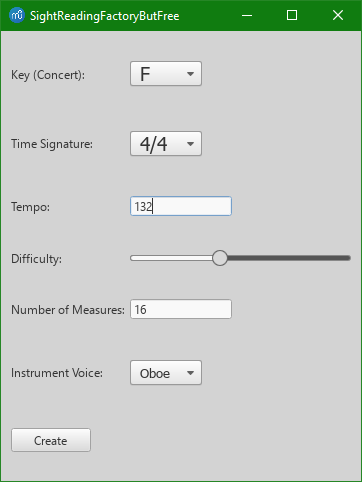 SightReadingFactoryButFree
Key (Concert): F
Time Signature: 4/4
Tempo: 132
Difficulty:
Number of Measures: 16
Instrument Voice: Oboe
Create